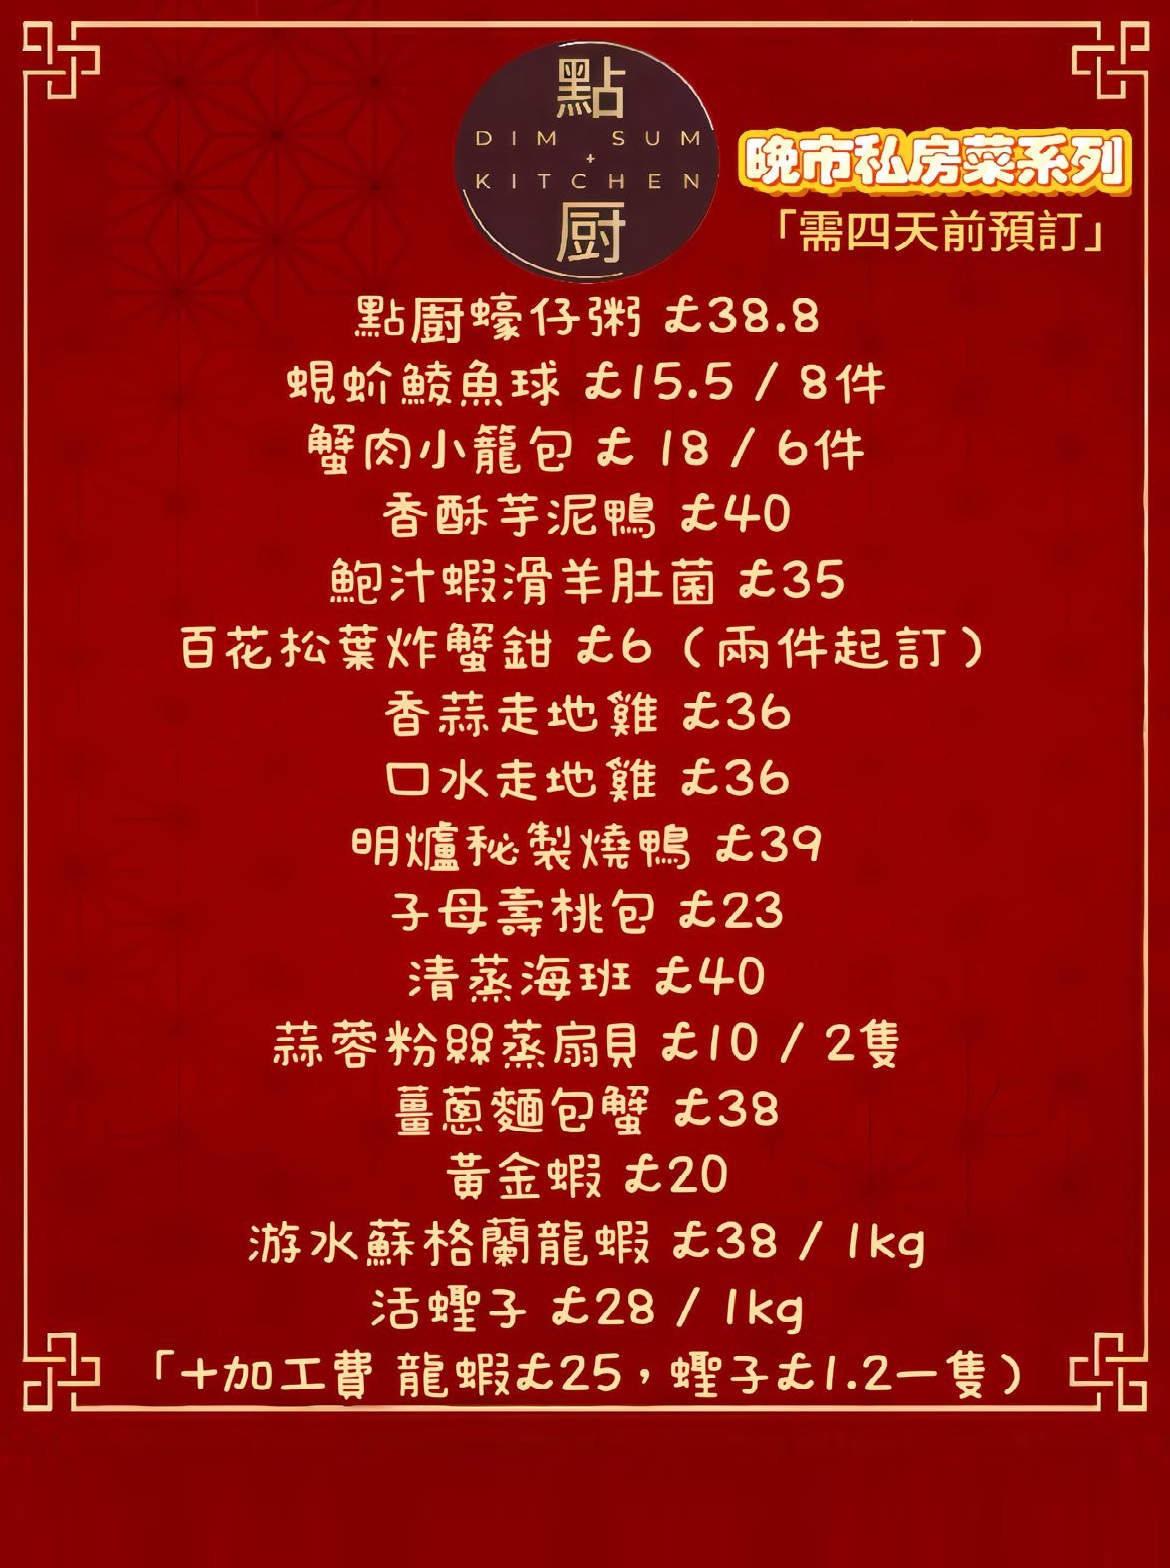 點
DIM SUM
+
KITCHEN
厨
晚市私房菜系列
「需四天前預訂」
點廚蠔仔粥 £38.8
蜆蚧鯪魚球 £15.5 / 8件
蟹肉小籠包 £ 18 / 6件
香酥芋泥鴨 £40
鮑汁蝦滑羊肚菌 £35
百花松葉炸蟹鉗 £6 (兩件起訂)
香蒜走地雞 £36
口水走地雞 £36
明爐秘製燒鴨 £39
子母壽桃包 £23
清蒸海班 £40
蒜蓉粉絲蒸扇貝 £10 / 2隻
薑蔥麵包蟹 £38
黃金蝦 £20
游水蘇格蘭龍蝦 £38 / 1kg
活蟶子 £28 / 1kg
「+加工費 龍蝦£25,蟶子£1.2一隻)